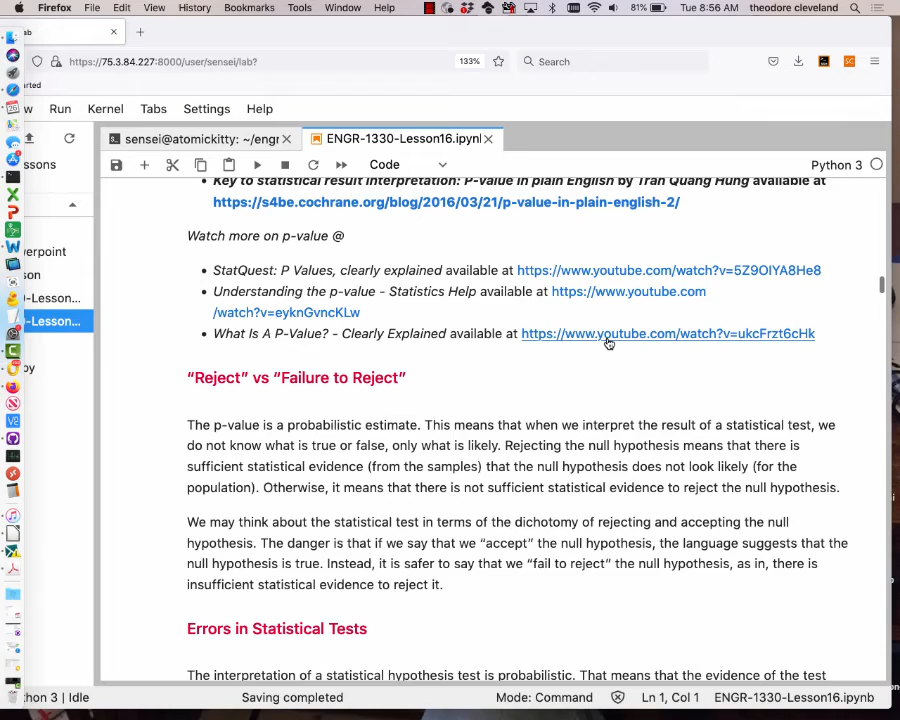 Firefox File Edit View History Bookmarks Tools Window Help 81% Tue 8:56 AM theodore cleveland
ab
https://75.3.84.227:8000/user/sensei/lab? 133% Search
arted
w Run Kernel Tabs Settings Help
sensei@atomickitty: ~/engr ENGR-1330-Lesson16.ipynb
Code Python 3
ssons
Key to statistical result interpretation: P-value in plain English by Tran Quang Hung available at
https://s4be.cochrane.org/blog/2016/03/21/p-value-in-plain-english-2/
Watch more on p-value @
werpoint
StatQuest: P Values, clearly explained available at https://www.youtube.com/watch?v=5Z9OIYA8He8
son
Understanding the p-value - Statistics Help available at https://www.youtube.com
0-Lesson...
/watch?v=eyknGvncKLw
0-Lesson...
What Is A P-Value? - Clearly Explained available at https://www.youtube.com/watch?v=ukcFrzt6cHk
oy
“Reject” vs “Failure to Reject”
The p-value is a probabilistic estimate. This means that when we interpret the result of a statistical test, we
do not know what is true or false, only what is likely. Rejecting the null hypothesis means that there is
sufficient statistical evidence (from the samples) that the null hypothesis does not look likely (for the
population). Otherwise, it means that there is not sufficient statistical evidence to reject the null hypothesis.
We may think about the statistical test in terms of the dichotomy of rejecting and accepting the null
hypothesis. The danger is that if we say that we “accept” the null hypothesis, the language suggests that the
null hypothesis is true. Instead, it is safer to say that we “fail to reject” the null hypothesis, as in, there is
insufficient statistical evidence to reject it.
Errors in Statistical Tests
The interpretation of a statistical hypothesis test is probabilistic. That means that the evidence of the test
thon 3 | Idle Saving completed Mode: Command Ln 1, Col 1 ENGR-1330-Lesson16.ipynb